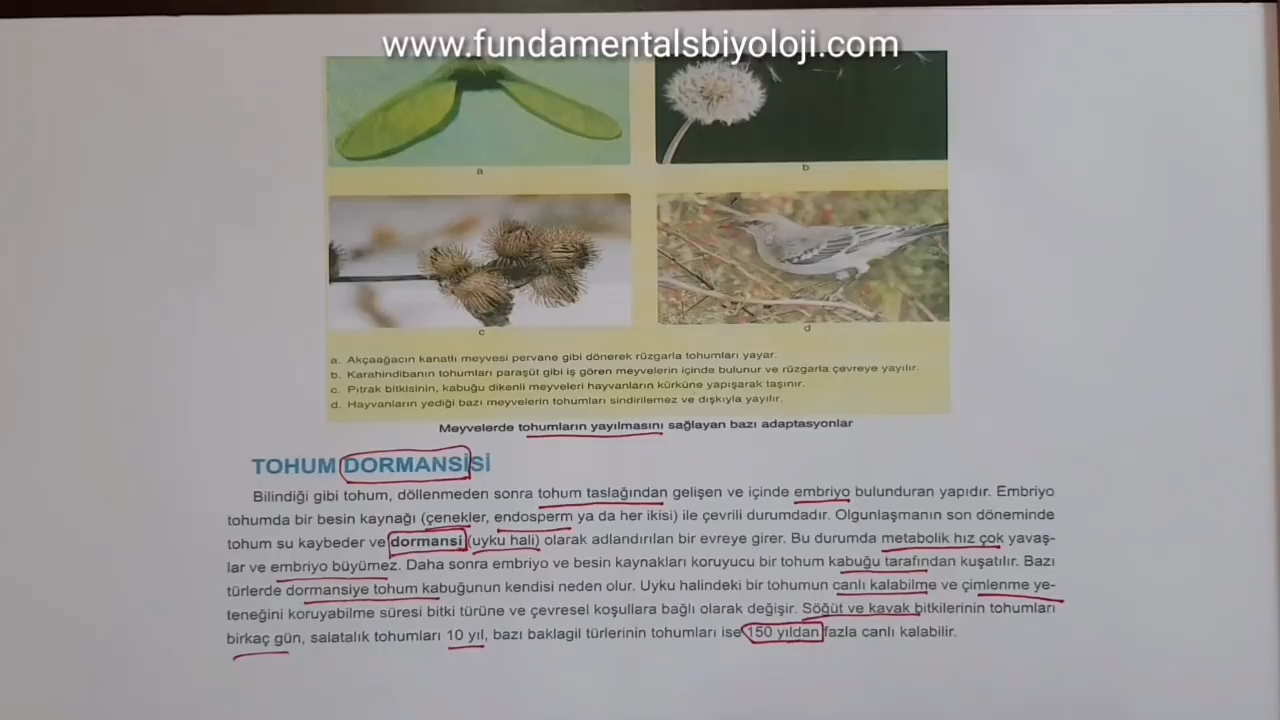 www.fundamentalsbiyoloji.com
a
b
c
d
a. Akçaağacın kanatlı meyvesi pervane gibi dönerek rüzgarla tohumları yayar.
b. Karahindibanın tohumları paraşüt gibi iş gören meyvelerin içinde bulunur ve rüzgarla çevreye yayılır.
c. Pıtrak bitkisinin, kabuğu dikenli meyveleri hayvanların kürküne yapışarak taşınır.
d. Hayvanların yediği bazı meyvelerin tohumları sindirilemez ve dışkıyla yayılır.
Meyvelerde tohumların yayılmasını sağlayan bazı adaptasyonlar
TOHUM DORMANSİSİ
Bilindiği gibi tohum, döllenmeden sonra tohum taslağından gelişen ve içinde embriyo bulunduran yapıdır. Embriyo
tohumda bir besin kaynağı (çenekler, endosperm ya da her ikisi) ile çevrili durumdadır. Olgunlaşmanın son döneminde
tohum su kaybeder ve dormansi (uyku hali) olarak adlandırılan bir evreye girer. Bu durumda metabolik hız çok yavaş-
lar ve embriyo büyümez. Daha sonra embriyo ve besin kaynakları koruyucu bir tohum kabuğu tarafından kuşatılır. Bazı
türlerde dormansiye tohum kabuğunun kendisi neden olur. Uyku halindeki bir tohumun canlı kalabilme ve çimlenme ye-
teneğini koruyabilme süresi bitki türüne ve çevresel koşullara bağlı olarak değişir. Söğüt ve kavak bitkilerinin tohumları
birkaç gün, salatalık tohumları 10 yıl, bazı baklagil türlerinin tohumları ise 150 yıldan fazla canlı kalabilir.